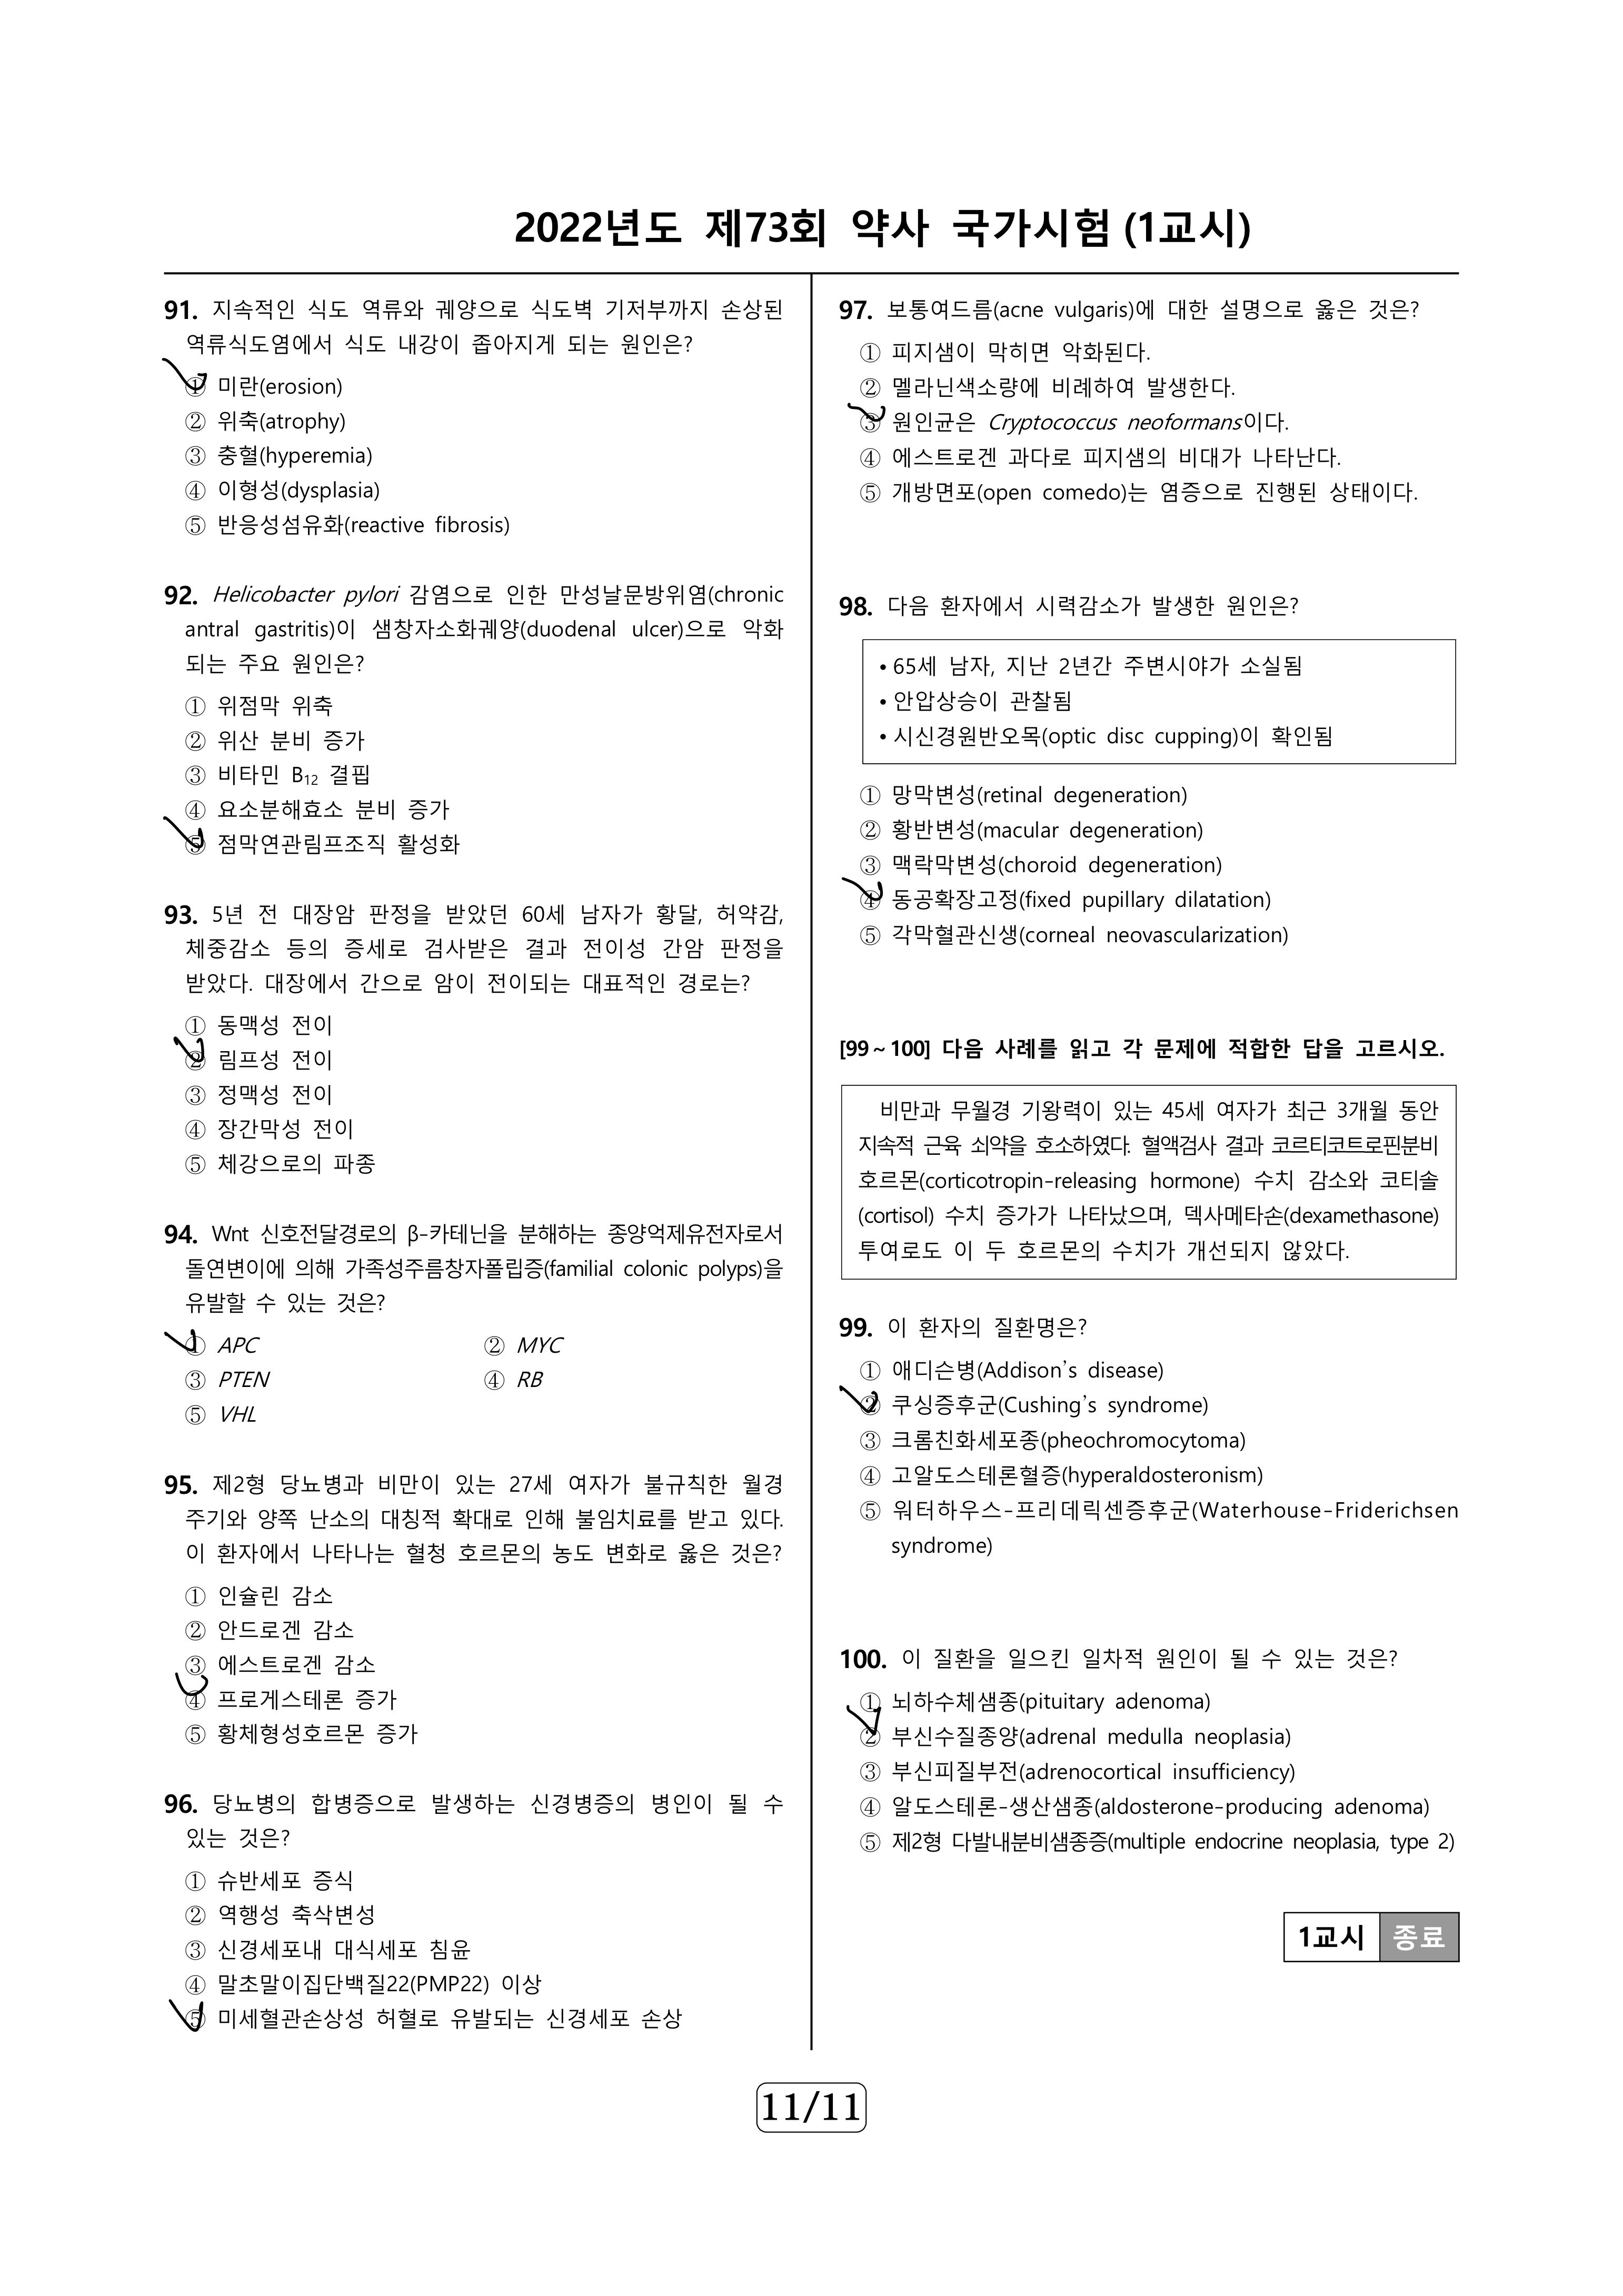 2022년도 제73회 약사 국가시험 (1교시)
91. 지속적인 식도 역류와 궤양으로 식도벽 기저부까지 손상된
역류식도염에서 식도 내강이 좁아지게 되는 원인은?
① 미란(erosion)
② 위축(atrophy)
③ 충혈(hyperemia)
④ 이형성(dysplasia)
⑤ 반응성섬유화(reactive fibrosis)
92. Helicobacter pylori 감염으로 인한 만성날문방위염(chronic
antral gastritis)이 샘창자소화궤양(duodenal ulcer)으로 악화
되는 주요 원인은?
① 위점막 위축
② 위산 분비 증가
③ 비타민 B₁₂ 결핍
④ 요소분해효소 분비 증가
⑤ 점막연관림프조직 활성화
93. 5년 전 대장암 판정을 받았던 60세 남자가 황달, 허약감,
체중감소 등의 증세로 검사받은 결과 전이성 간암 판정을
받았다. 대장에서 간으로 암이 전이되는 대표적인 경로는?
① 동맥성 전이
② 림프성 전이
③ 정맥성 전이
④ 장간막성 전이
⑤ 체강으로의 파종
94. Wnt 신호전달경로의 β-카테닌을 분해하는 종양억제유전자로서
돌연변이에 의해 가족성주름창자폴립증(familial colonic polyps)을
유발할 수 있는 것은?
① APC ② MYC
③ PTEN ④ RB
⑤ VHL
95. 제2형 당뇨병과 비만이 있는 27세 여자가 불규칙한 월경
주기와 양쪽 난소의 대칭적 확대로 인해 불임치료를 받고 있다.
이 환자에서 나타나는 혈청 호르몬의 농도 변화로 옳은 것은?
① 인슐린 감소
② 안드로겐 감소
③ 에스트로겐 감소
④ 프로게스테론 증가
⑤ 황체형성호르몬 증가
96. 당뇨병의 합병증으로 발생하는 신경병증의 병인이 될 수
있는 것은?
① 슈반세포 증식
② 역행성 축삭변성
③ 신경세포내 대식세포 침윤
④ 말초말이집단백질22(PMP22) 이상
⑤ 미세혈관손상성 허혈로 유발되는 신경세포 손상
97. 보통여드름(acne vulgaris)에 대한 설명으로 옳은 것은?
① 피지샘이 막히면 악화된다.
② 멜라닌색소량에 비례하여 발생한다.
③ 원인균은 Cryptococcus neoformans이다.
④ 에스트로겐 과다로 피지샘의 비대가 나타난다.
⑤ 개방면포(open comedo)는 염증으로 진행된 상태이다.
98. 다음 환자에서 시력감소가 발생한 원인은?
• 65세 남자, 지난 2년간 주변시야가 소실됨
• 안압상승이 관찰됨
• 시신경원반오목(optic disc cupping)이 확인됨
① 망막변성(retinal degeneration)
② 황반변성(macular degeneration)
③ 맥락막변성(choroid degeneration)
④ 동공확장고정(fixed pupillary dilatation)
⑤ 각막혈관신생(corneal neovascularization)
[99 ~ 100] 다음 사례를 읽고 각 문제에 적합한 답을 고르시오.
비만과 무월경 기왕력이 있는 45세 여자가 최근 3개월 동안
지속적 근육 쇠약을 호소하였다. 혈액검사 결과 코르티코트로핀분비
호르몬(corticotropin-releasing hormone) 수치 감소와 코티솔
(cortisol) 수치 증가가 나타났으며, 덱사메타손(dexamethasone)
투여로도 이 두 호르몬의 수치가 개선되지 않았다.
99. 이 환자의 질환명은?
① 애디슨병(Addison's disease)
② 쿠싱증후군(Cushing's syndrome)
③ 크롬친화세포종(pheochromocytoma)
④ 고알도스테론혈증(hyperaldosteronism)
⑤ 워터하우스-프리데릭센증후군(Waterhouse-Friderichsen
syndrome)
100. 이 질환을 일으킨 일차적 원인이 될 수 있는 것은?
① 뇌하수체샘종(pituitary adenoma)
② 부신수질종양(adrenal medulla neoplasia)
③ 부신피질부전(adrenocortical insufficiency)
④ 알도스테론-생산샘종(aldosterone-producing adenoma)
⑤ 제2형 다발내분비샘종증(multiple endocrine neoplasia, type 2)
1교시 종료
11/11